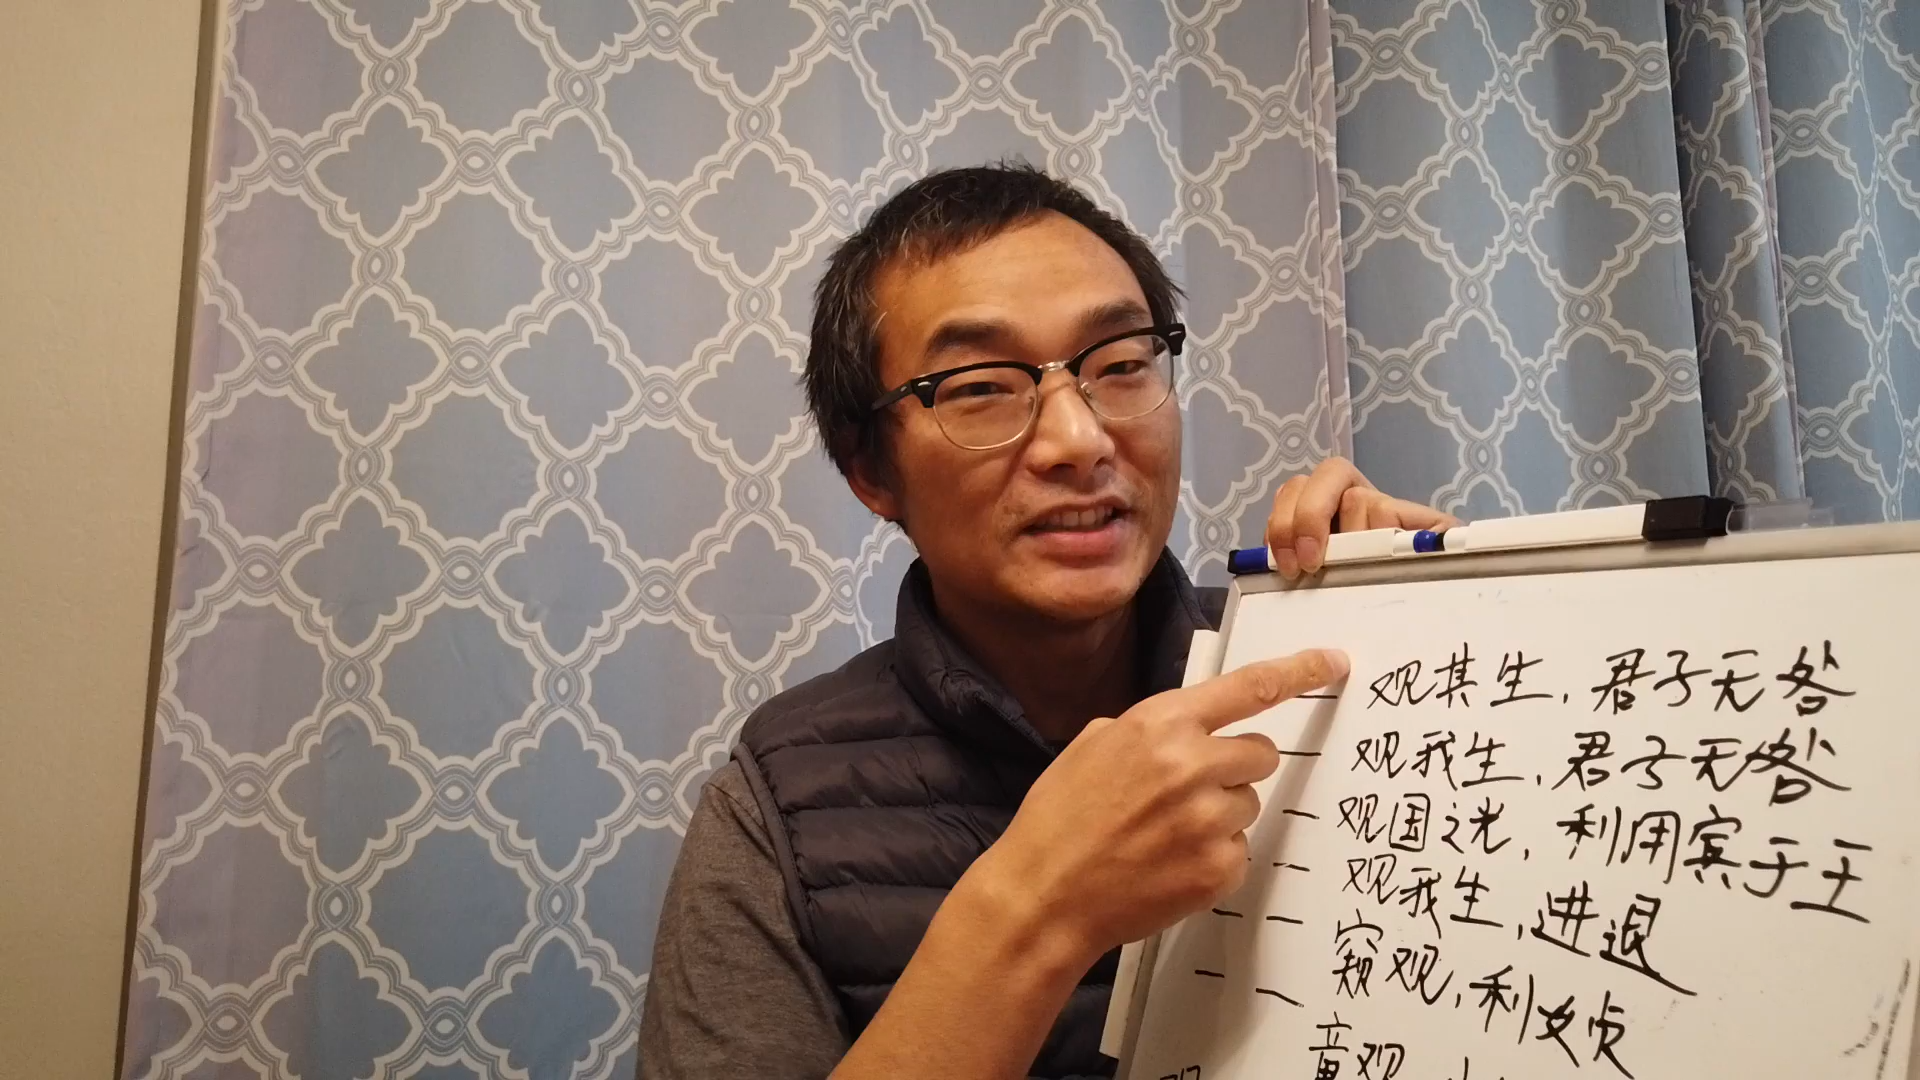 观其生，君子无咎
观我生，君子无咎
观国之光，利用宾于王
观我生，进退
窥观，利女贞
童观
观